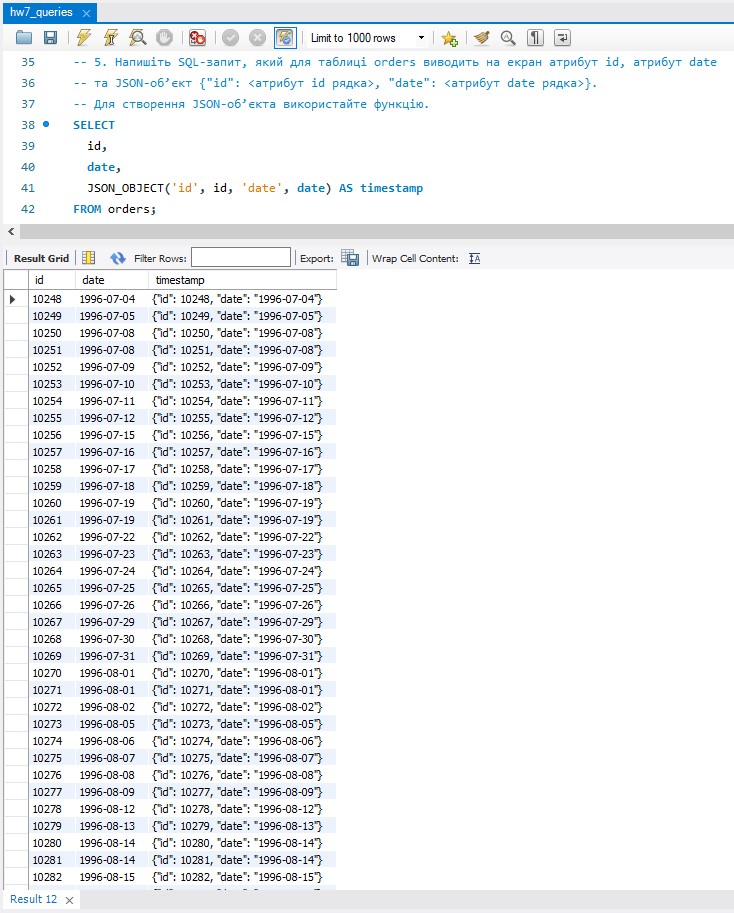 hw7_queries
Limit to 1000 rows
35 -- 5. Напишіть SQL-запит, який для таблиці orders виводить на екран атрибут id, атрибут date
36 -- та JSON-об’єкт {"id": <атрибут id рядка>, "date": <атрибут date рядка>}.
37 -- Для створення JSON-об’єкта використайте функцію.
38 SELECT
39 id,
40 date,
41 JSON_OBJECT('id', id, 'date', date) AS timestamp
42 FROM orders;
Result Grid Filter Rows: Export: Wrap Cell Content:
id date timestamp
10248 1996-07-04 {"id": 10248, "date": "1996-07-04"}
10249 1996-07-05 {"id": 10249, "date": "1996-07-05"}
10250 1996-07-08 {"id": 10250, "date": "1996-07-08"}
10251 1996-07-08 {"id": 10251, "date": "1996-07-08"}
10252 1996-07-09 {"id": 10252, "date": "1996-07-09"}
10253 1996-07-10 {"id": 10253, "date": "1996-07-10"}
10254 1996-07-11 {"id": 10254, "date": "1996-07-11"}
10255 1996-07-12 {"id": 10255, "date": "1996-07-12"}
10256 1996-07-15 {"id": 10256, "date": "1996-07-15"}
10257 1996-07-16 {"id": 10257, "date": "1996-07-16"}
10258 1996-07-17 {"id": 10258, "date": "1996-07-17"}
10259 1996-07-18 {"id": 10259, "date": "1996-07-18"}
10260 1996-07-19 {"id": 10260, "date": "1996-07-19"}
10261 1996-07-19 {"id": 10261, "date": "1996-07-19"}
10262 1996-07-22 {"id": 10262, "date": "1996-07-22"}
10263 1996-07-23 {"id": 10263, "date": "1996-07-23"}
10264 1996-07-24 {"id": 10264, "date": "1996-07-24"}
10265 1996-07-25 {"id": 10265, "date": "1996-07-25"}
10266 1996-07-26 {"id": 10266, "date": "1996-07-26"}
10267 1996-07-29 {"id": 10267, "date": "1996-07-29"}
10268 1996-07-30 {"id": 10268, "date": "1996-07-30"}
10269 1996-07-31 {"id": 10269, "date": "1996-07-31"}
10270 1996-08-01 {"id": 10270, "date": "1996-08-01"}
10271 1996-08-01 {"id": 10271, "date": "1996-08-01"}
10272 1996-08-02 {"id": 10272, "date": "1996-08-02"}
10273 1996-08-05 {"id": 10273, "date": "1996-08-05"}
10274 1996-08-06 {"id": 10274, "date": "1996-08-06"}
10275 1996-08-07 {"id": 10275, "date": "1996-08-07"}
10276 1996-08-08 {"id": 10276, "date": "1996-08-08"}
10277 1996-08-09 {"id": 10277, "date": "1996-08-09"}
10278 1996-08-12 {"id": 10278, "date": "1996-08-12"}
10279 1996-08-13 {"id": 10279, "date": "1996-08-13"}
10280 1996-08-14 {"id": 10280, "date": "1996-08-14"}
10281 1996-08-14 {"id": 10281, "date": "1996-08-14"}
10282 1996-08-15 {"id": 10282, "date": "1996-08-15"}
Result 12